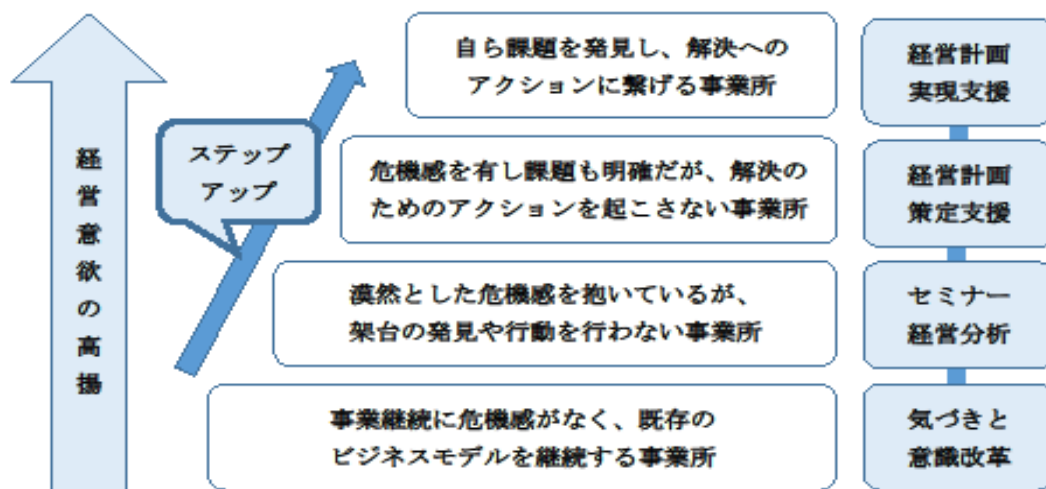 経営意欲の高揚
ステップ
アップ
自ら課題を発見し、解決への
アクションに繋げる事業所
経営計画
実現支援
危機感を有し課題も明確だが、解決の
ためのアクションを起こさない事業所
経営計画
策定支援
漠然とした危機感を抱いているが、
架台の発見や行動を行わない事業所
セミナー
経営分析
事業継続に危機感がなく、既存の
ビジネスモデルを継続する事業所
気づきと
意識改革